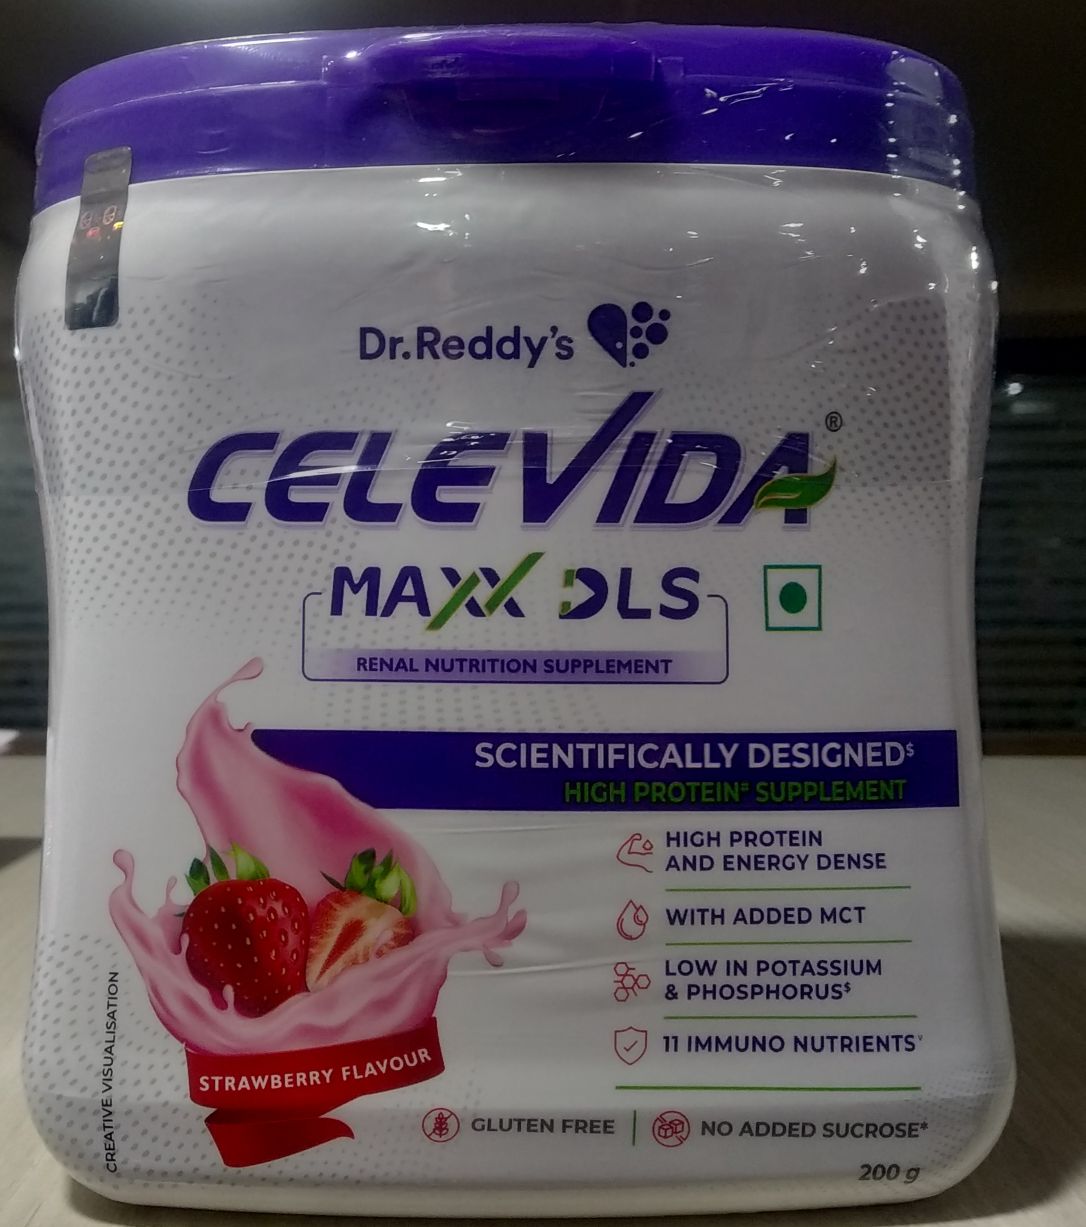 Dr.Reddy's
CELEVIDA®
MAXX DLS
RENAL NUTRITION SUPPLEMENT
SCIENTIFICALLY DESIGNED$
HIGH PROTEIN# SUPPLEMENT
HIGH PROTEIN
AND ENERGY DENSE
WITH ADDED MCT
LOW IN POTASSIUM
& PHOSPHORUS$
11 IMMUNO NUTRIENTS
STRAWBERRY FLAVOUR
CREATIVE VISUALISATION
GLUTEN FREE
NO ADDED SUCROSE*
200 g